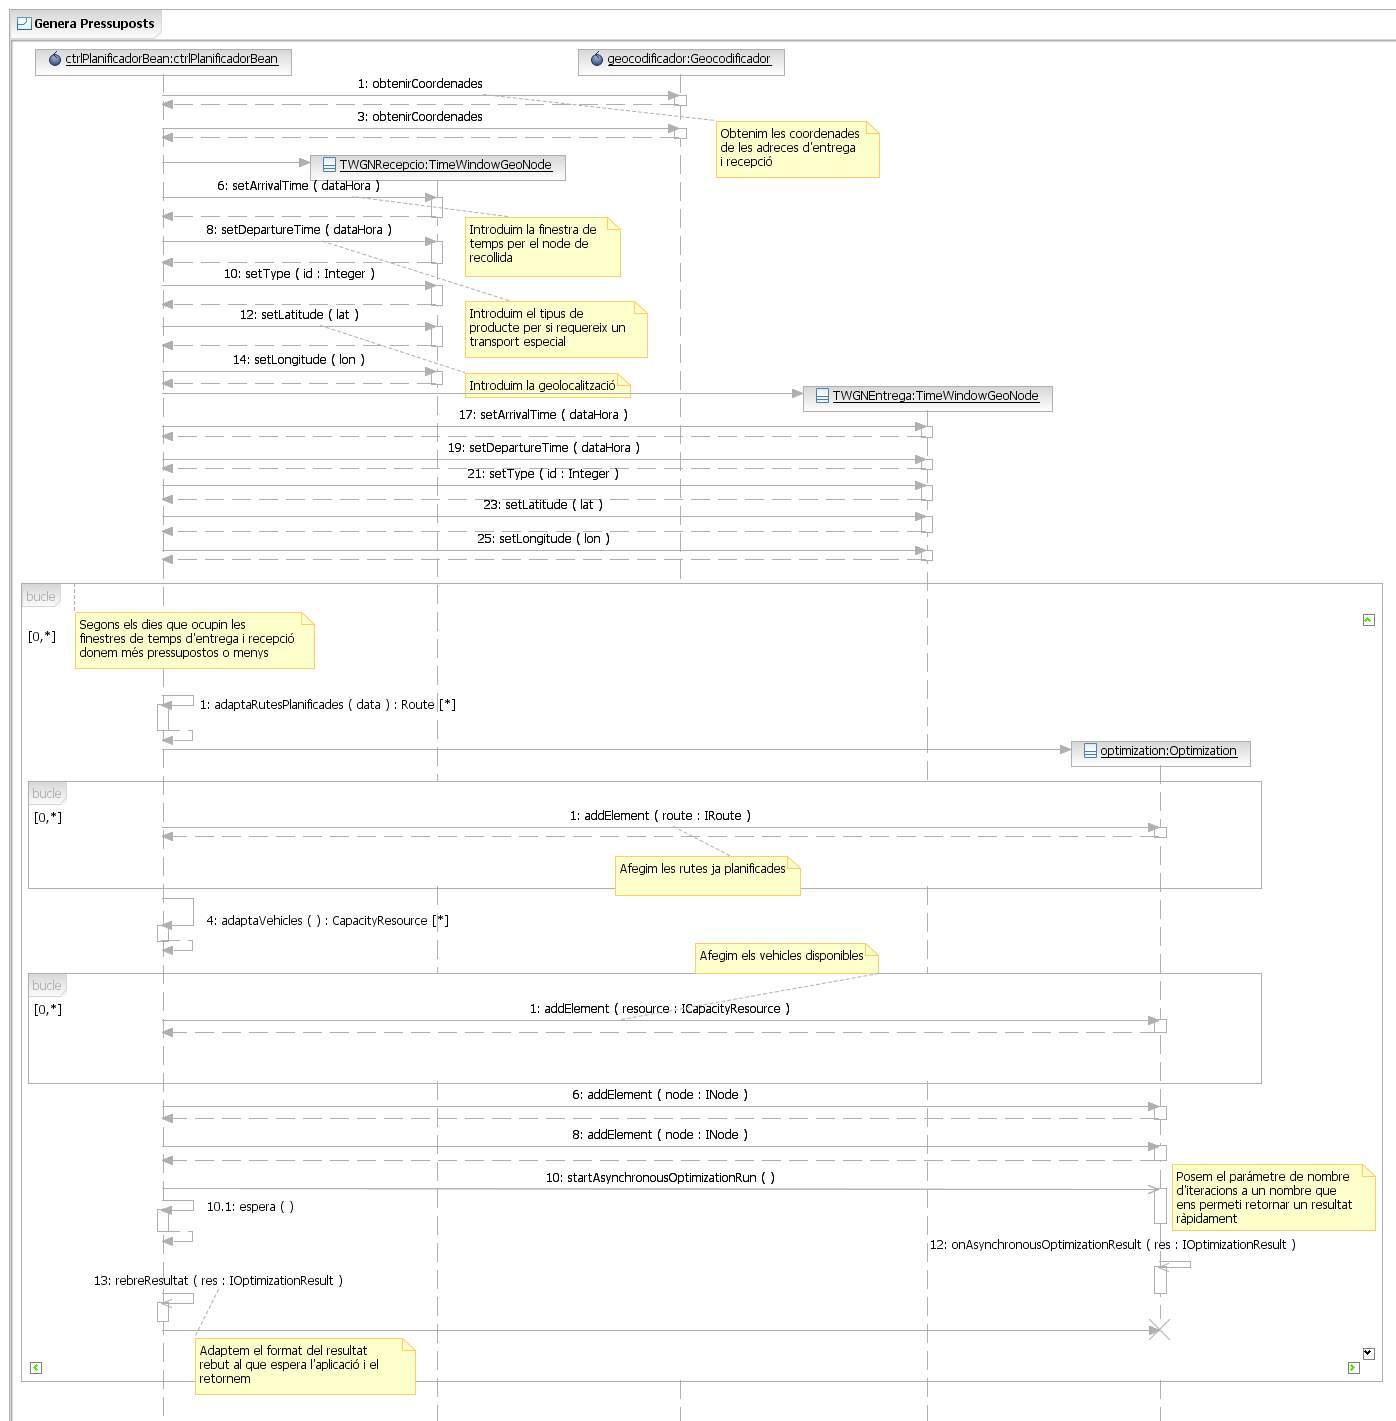 Genera Pressuposts
ctrlPlanificadorBean:ctrlPlanificadorBean
geocodificador:Geocodificador
1: obtenirCoordenades
3: obtenirCoordenades
Obtenim les coordenades
de les adreces d'entrega
i recepció
TWGNRecepcio:TimeWindowGeoNode
6: setArrivalTime ( dataHora )
8: setDepartureTime ( dataHora )
Introduim la finestra de
temps per el node de
recollida
10: setType ( id : Integer )
12: setLatitude ( lat )
Introduim el tipus de
producte per si requereix un
transport especial
14: setLongitude ( lon )
Introduim la geolocalització
TWGNEntrega:TimeWindowGeoNode
17: setArrivalTime ( dataHora )
19: setDepartureTime ( dataHora )
21: setType ( id : Integer )
23: setLatitude ( lat )
25: setLongitude ( lon )
bucle
[0,*]
Segons els dies que ocupin les
finestres de temps d'entrega i recepció
donem més pressupostos o menys
1: adaptaRutesPlanificades ( data ) : Route [*]
optimization:Optimization
bucle
[0,*]
1: addElement ( route : IRoute )
Afegim les rutes ja planificades
4: adaptaVehicles ( ) : CapacityResource [*]
Afegim els vehicles disponibles
bucle
[0,*]
1: addElement ( resource : ICapacityResource )
6: addElement ( node : INode )
8: addElement ( node : INode )
10: startAsynchronousOptimizationRun ( )
Posem el parámetre de nombre
d'iteracions a un nombre que
ens permeti retornar un resultat
ràpidament
10.1: espera ( )
12: onAsynchronousOptimizationResult ( res : IOptimizationResult )
13: rebreResultat ( res : IOptimizationResult )
Adaptem el format del resultat
rebut al que espera l'aplicació i el
retornem